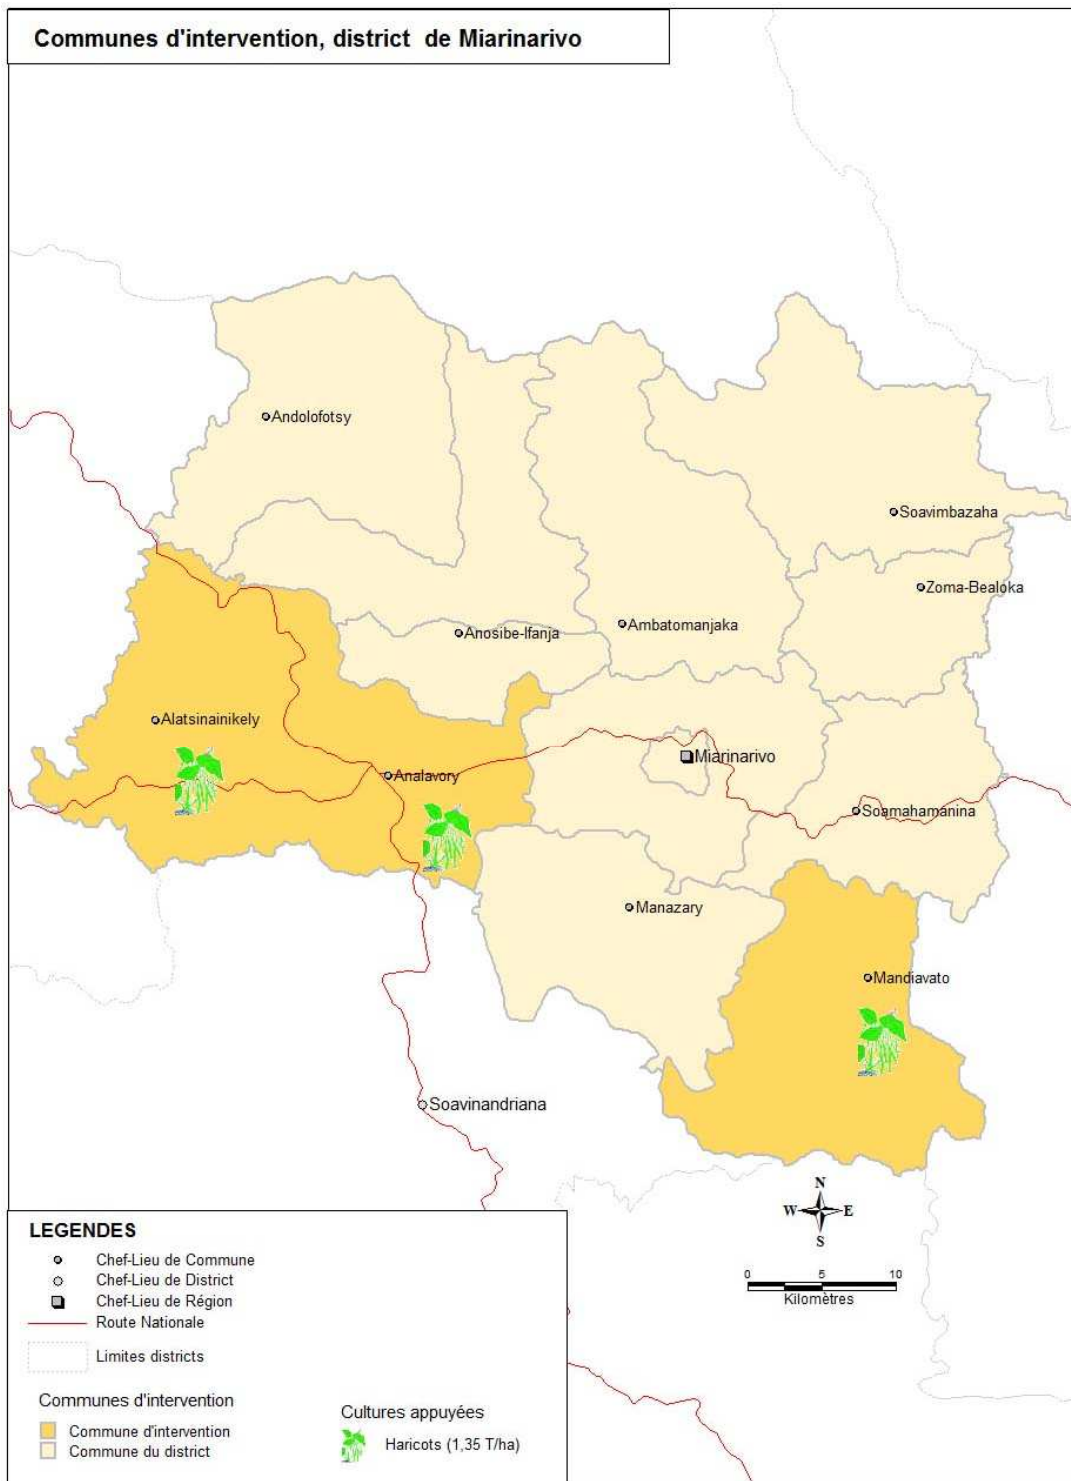 Communes d'intervention, district de Miarinarivo
Andolofotsy
Soavimbazaha
Zoma-Bealoka
Ambatomanjaka
Anosibe-Ifanja
Alatsinainikely
Miarinarivo
Analavory
Soamahamanina
Manazary
Mandiavato
Soavinandriana
N
W E
S
0 5 10
Kilomètres
LEGENDES
Chef-Lieu de Commune
Chef-Lieu de District
Chef-Lieu de Région
Route Nationale
Limites districts
Communes d'intervention
Commune d'intervention
Commune du district
Cultures appuyées
Haricots (1,35 T/ha)